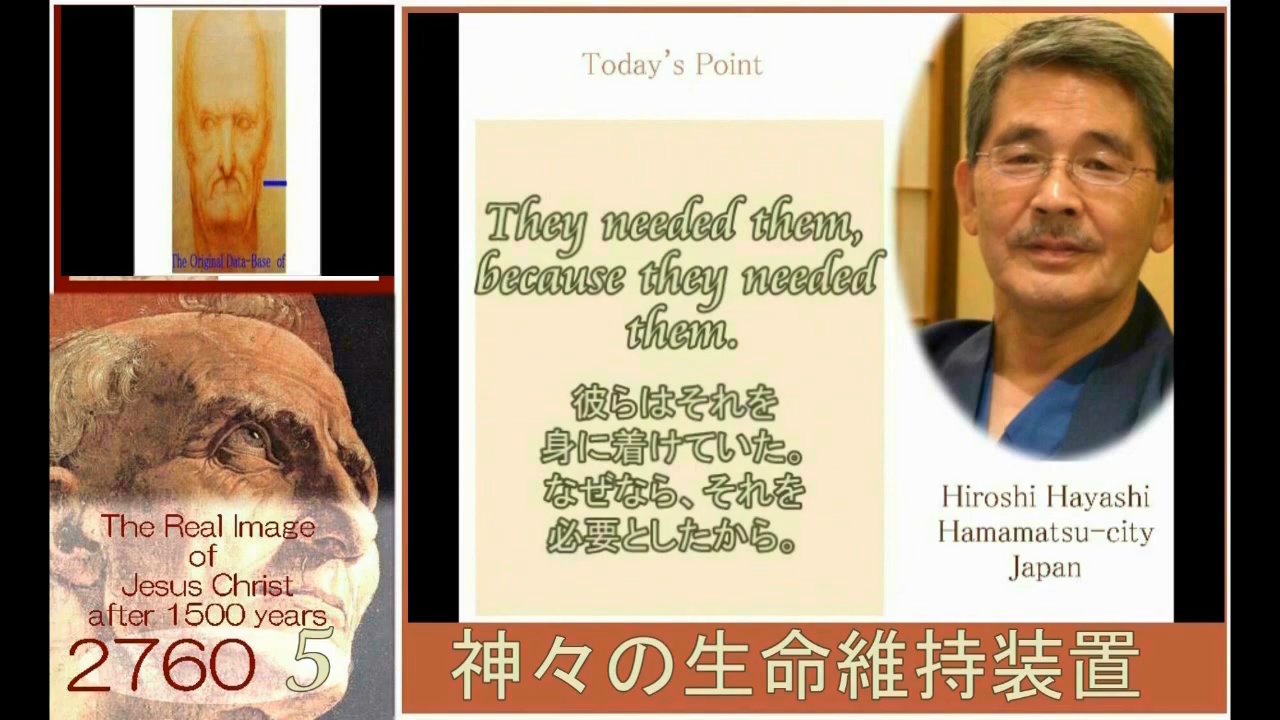 The Original Data-Base of
The Real Image
of
Jesus Christ
after 1500 years
2760 5
Today's Point
They needed them,
because they needed
them.
彼らはそれを
身に着けていた。
なぜなら、それを
必要としたから。
Hiroshi Hayashi
Hamamatsu-city
Japan
神々の生命維持装置